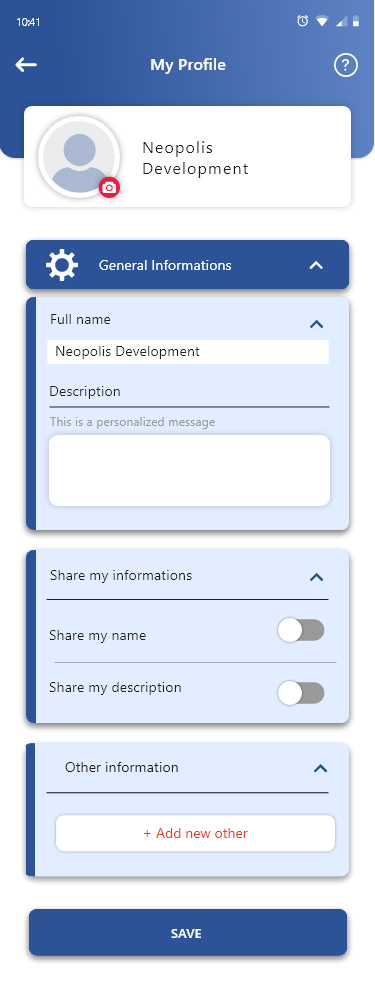 10:41
My Profile
?
Neopolis
Development
General Informations
Full name
Neopolis Development
Description
This is a personalized message
Share my informations
Share my name
Share my description
Other information
+ Add new other
SAVE